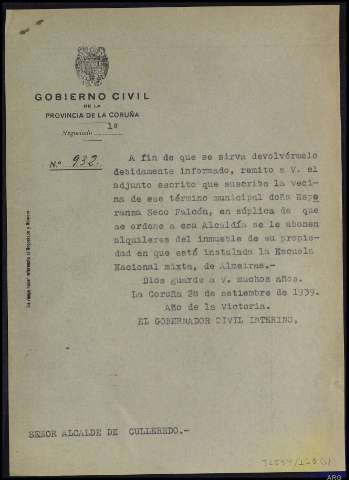 GOBIERNO CIVIL
DE LA
PROVINCIA DE LA CORUÑA
Negociado 1º
N.º 932.
A fin de que se sirva devolvérmelo
debidamente informado, remito a V. el
adjunto escrito que suscribe la veci-
na de ese término municipal doña Espe
ranza Seco Falcón, en súplica de que
se ordene a esa Alcaldía se le abonen
alquileres del inmueble de su propie-
dad en que está instalada la Escuela
Nacional mixta, de Almeiras.-
Dios guarde a V. muchos años.
La Coruña 28 de setiembre de 1939.
Año de la Victoria.
EL GOBERNADOR CIVIL INTERINO,
SEÑOR ALCALDE DE CULLEREDO.-